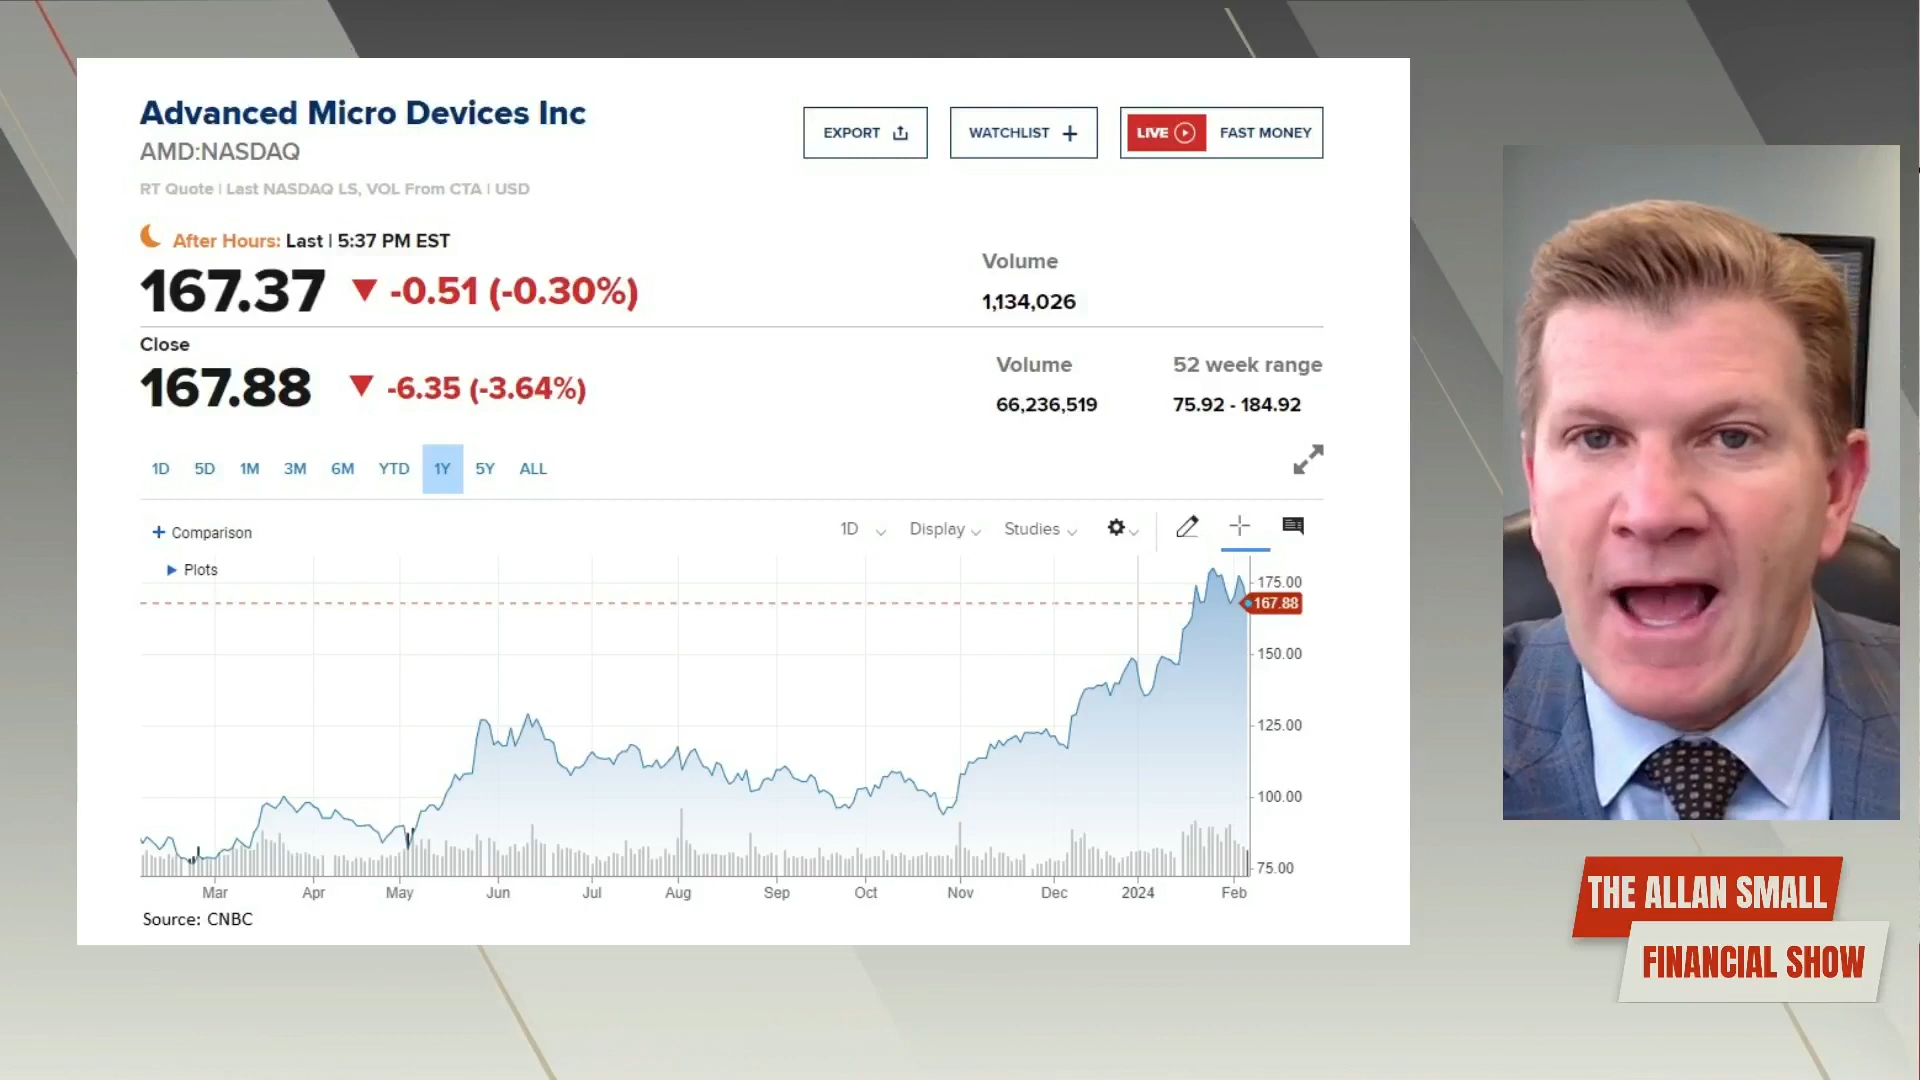 Advanced Micro Devices Inc
AMD:NASDAQ
RT Quote | Last NASDAQ LS, VOL From CTA | USD
EXPORT
WATCHLIST +
LIVE FAST MONEY
After Hours: Last | 5:37 PM EST
167.37 ▼ -0.51 (-0.30%)
Volume
1,134,026
Close
167.88 ▼ -6.35 (-3.64%)
Volume
66,236,519
52 week range
75.92 - 184.92
1D 5D 1M 3M 6M YTD 1Y 5Y ALL
+ Comparison
1D Display Studies
Plots
175.00
167.88
150.00
125.00
100.00
75.00
Mar Apr May Jun Jul Aug Sep Oct Nov Dec 2024 Feb
Source: CNBC
THE ALLAN SMALL
FINANCIAL SHOW